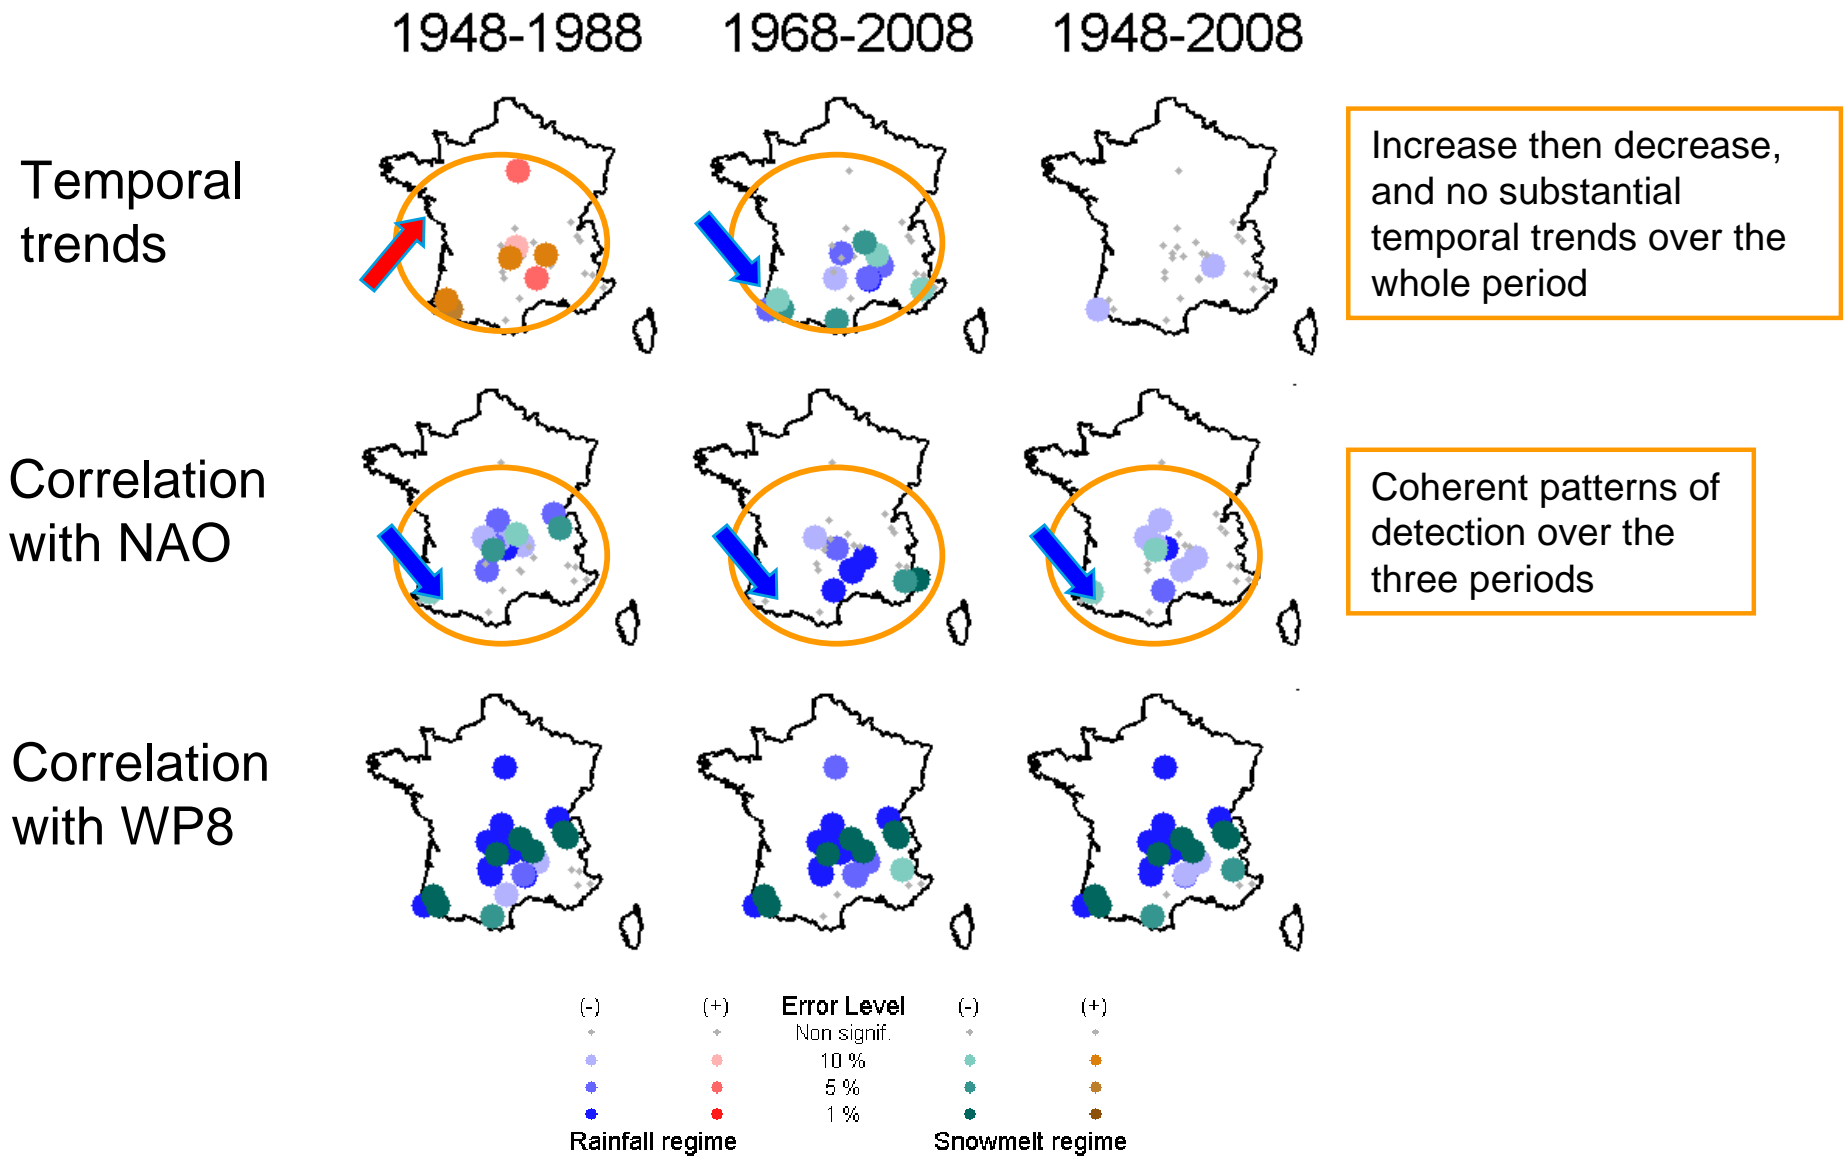 1948-1988 1968-2008 1948-2008
Temporal
trends
Increase then decrease,
and no substantial
temporal trends over the
whole period
Correlation
with NAO
Coherent patterns of
detection over the
three periods
Correlation
with WP8
(-) (+) Error Level (-) (+)
Non signif.
10 %
5 %
1 %
Rainfall regime Snowmelt regime